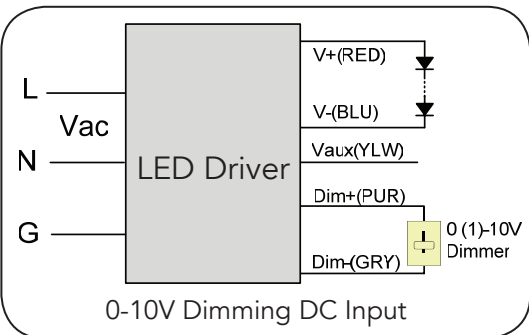 V+(RED)
L
V-(BLU)
Vac
Vaux(YLW)
N
LED Driver
Dim+(PUR)
G
0 (1)-10V
Dimmer
Dim-(GRY)
0-10V Dimming DC Input